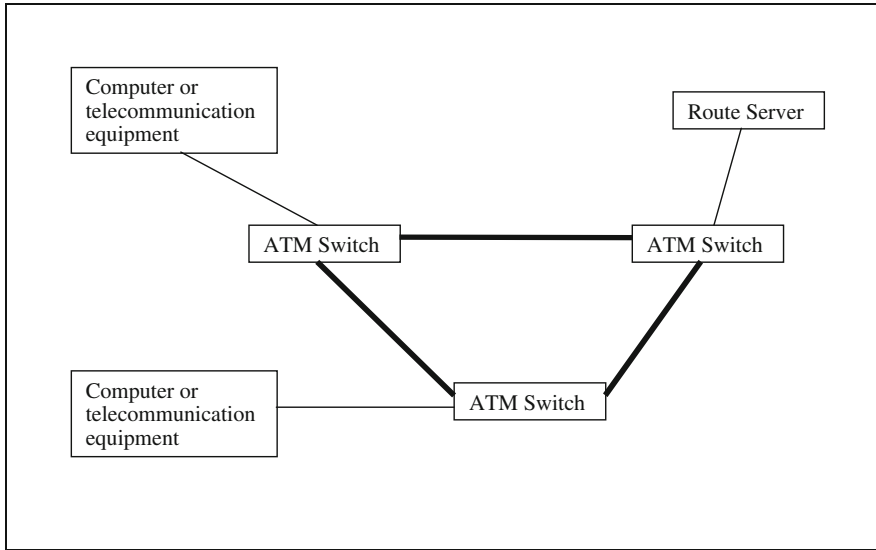 Computer or
telecommunication
equipment
Route Server
ATM Switch
ATM Switch
Computer or
telecommunication
equipment
ATM Switch